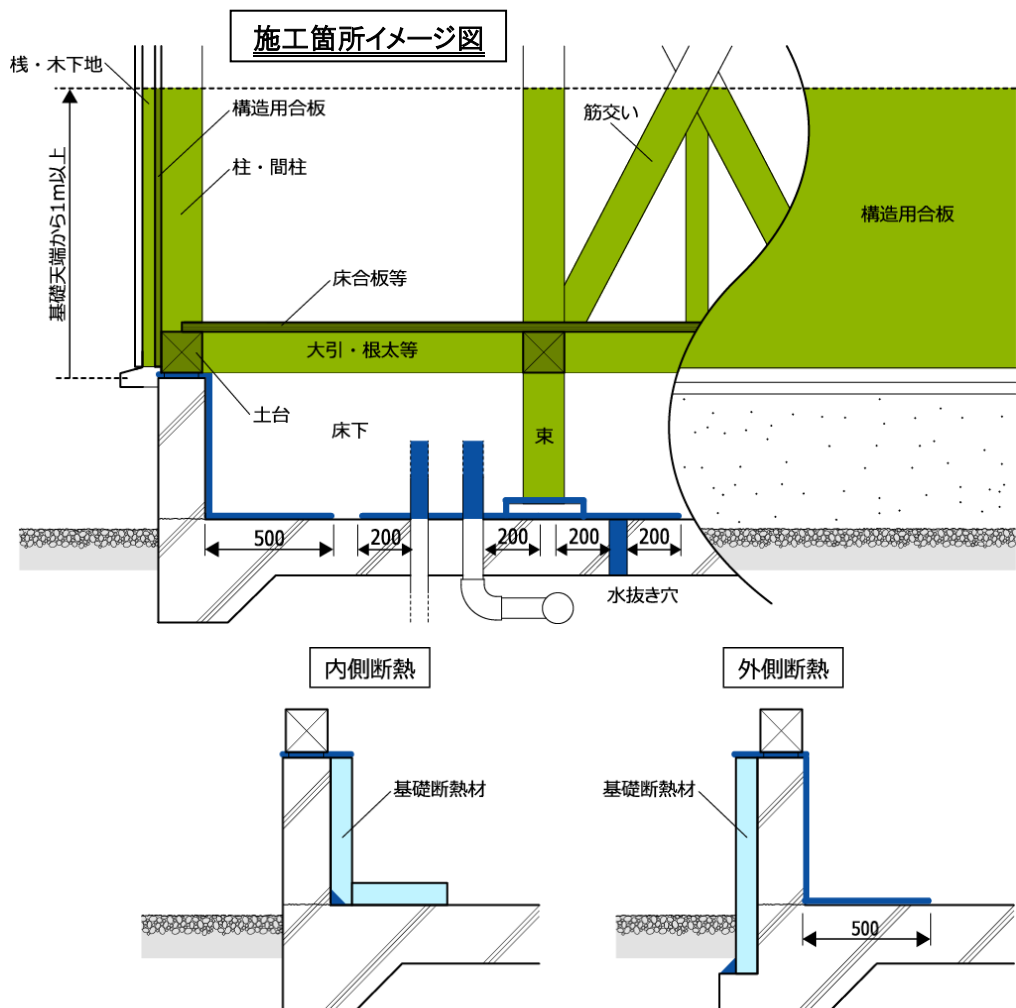 施工箇所イメージ図
桟・木下地
構造用合板
筋交い
柱・間柱
基礎天端から1m以上
構造用合板
床合板等
大引・根太等
土台
床下
束
500
200
200
200
200
水抜き穴
内側断熱
外側断熱
基礎断熱材
基礎断熱材
500